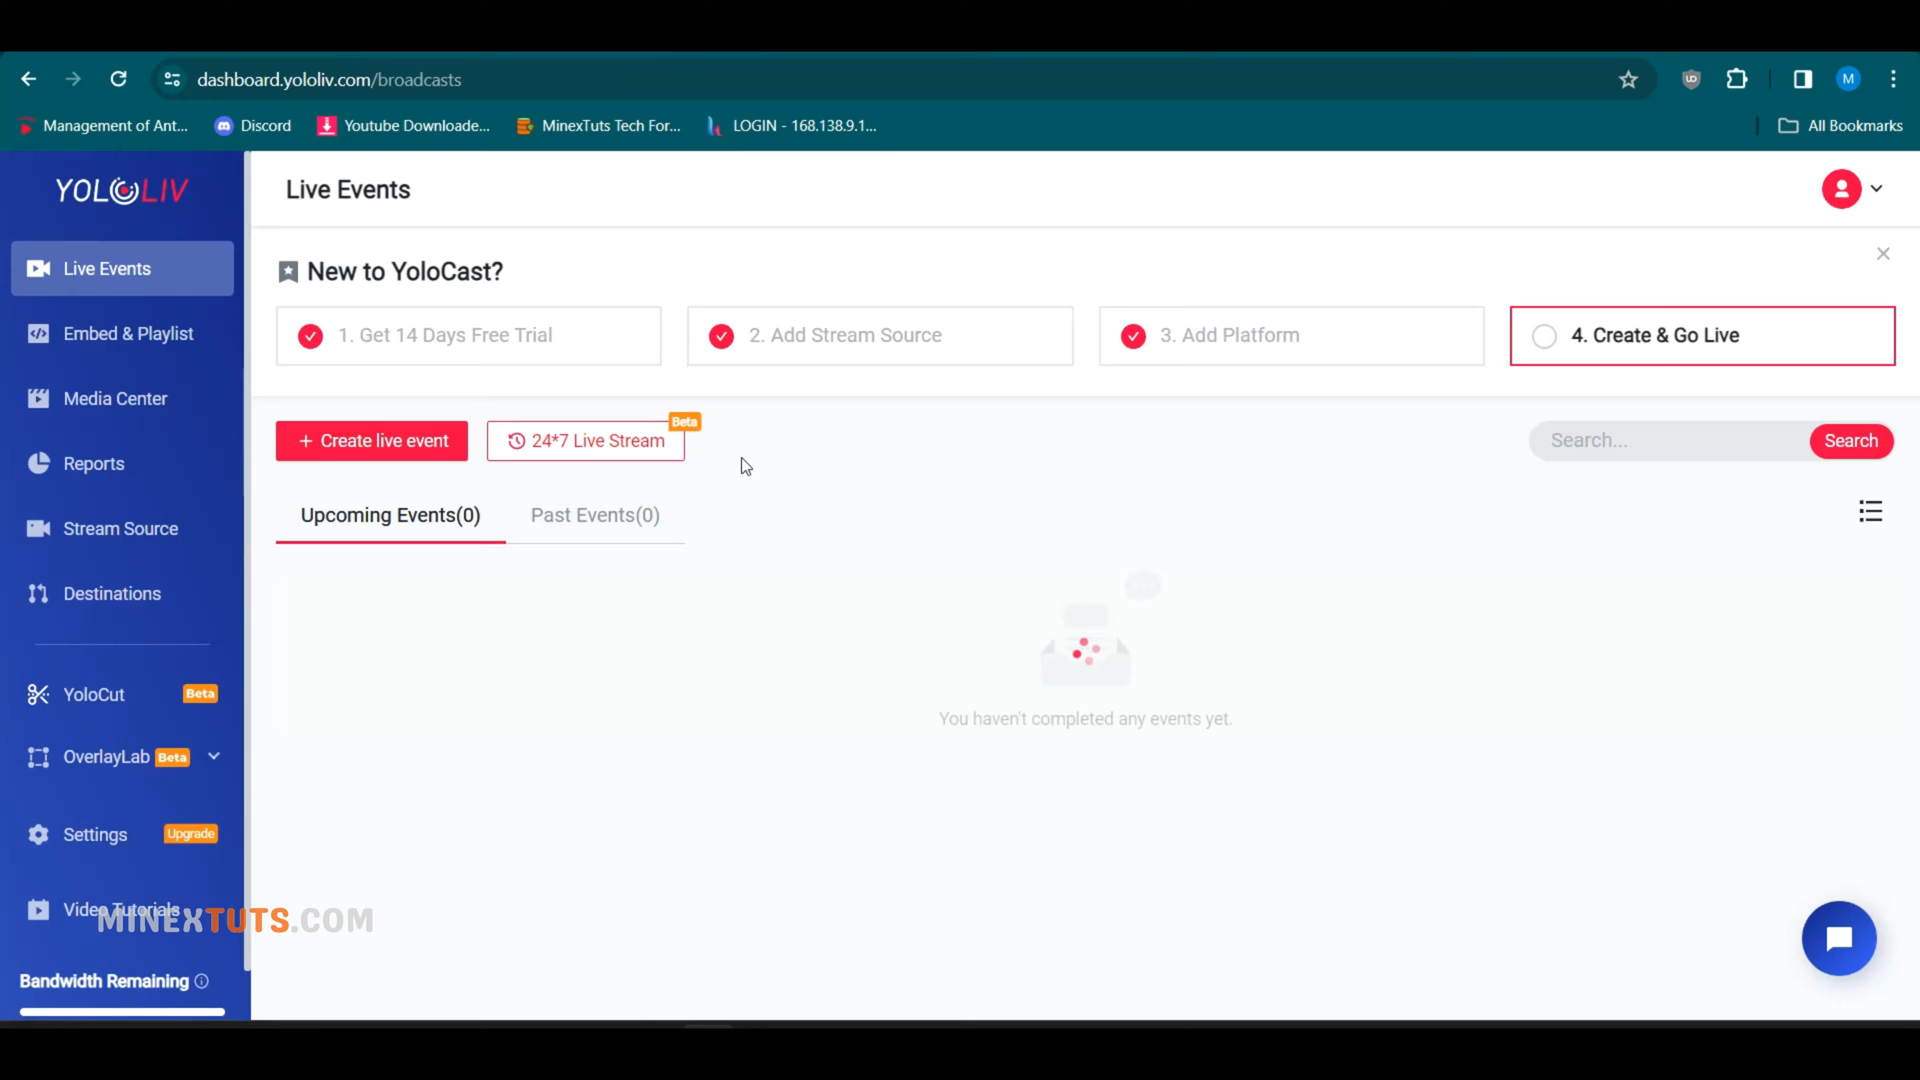 dashboard.yololiv.com/broadcasts
M
Management of Ant...
Discord
Youtube Downloade...
MinexTuts Tech For...
LOGIN - 168.138.9.1...
All Bookmarks
YOLOLIV
Live Events
Live Events
Embed & Playlist
Media Center
Reports
Stream Source
Destinations
YoloCut Beta
OverlayLab Beta
Settings Upgrade
Video Tutorials
MINEXTUTS.COM
Bandwidth Remaining
New to YoloCast?
1. Get 14 Days Free Trial
2. Add Stream Source
3. Add Platform
4. Create & Go Live
+ Create live event
24*7 Live Stream
Beta
Search...
Search
Upcoming Events(0)
Past Events(0)
You haven't completed any events yet.